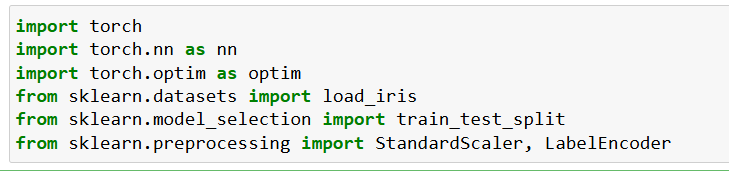 import torch
import torch.nn as nn
import torch.optim as optim
from sklearn.datasets import load_iris
from sklearn.model_selection import train_test_split
from sklearn.preprocessing import StandardScaler, LabelEncoder